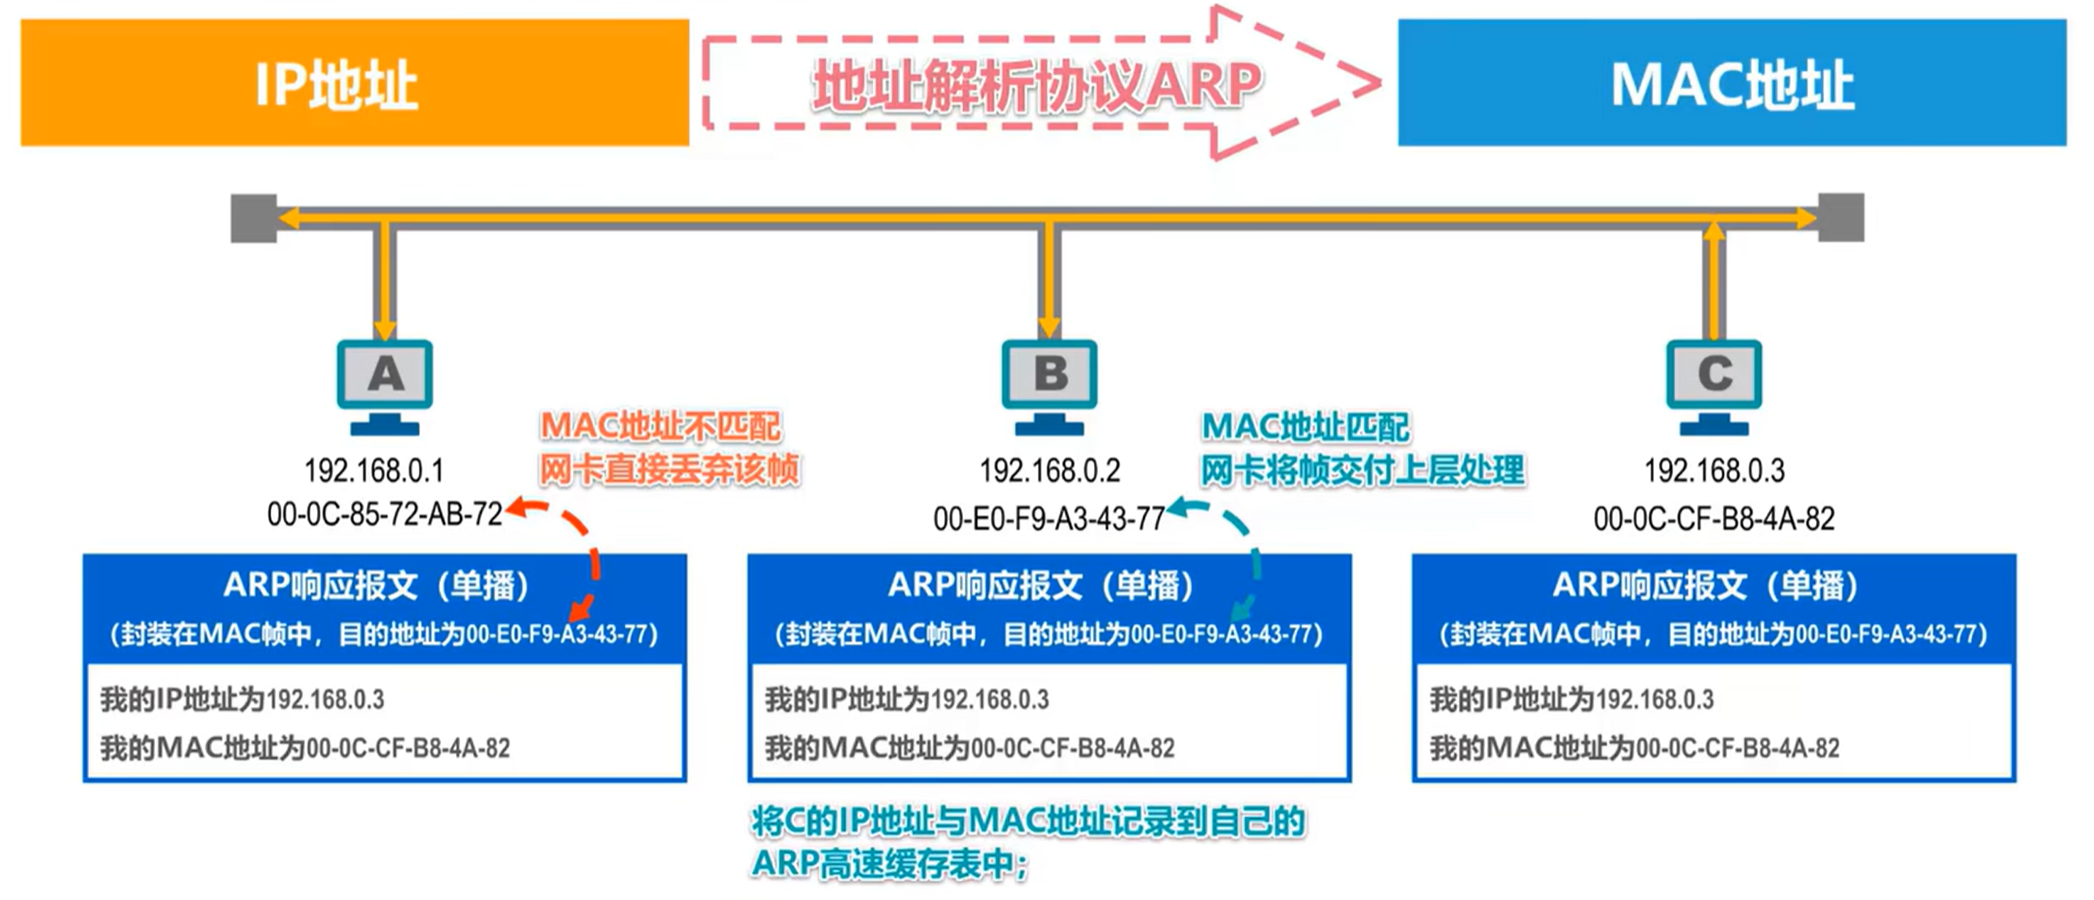 IP地址
地址解析协议ARP
MAC地址
A
B
C
MAC地址不匹配
网卡直接丢弃该帧
MAC地址匹配
网卡将帧交付上层处理
192.168.0.1
00-0C-85-72-AB-72
192.168.0.2
00-E0-F9-A3-43-77
192.168.0.3
00-0C-CF-B8-4A-82
ARP响应报文（单播）
（封装在MAC帧中，目的地址为00-E0-F9-A3-43-77）
我的IP地址为192.168.0.3
我的MAC地址为00-0C-CF-B8-4A-82
ARP响应报文（单播）
（封装在MAC帧中，目的地址为00-E0-F9-A3-43-77）
我的IP地址为192.168.0.3
我的MAC地址为00-0C-CF-B8-4A-82
ARP响应报文（单播）
（封装在MAC帧中，目的地址为00-E0-F9-A3-43-77）
我的IP地址为192.168.0.3
我的MAC地址为00-0C-CF-B8-4A-82
将C的IP地址与MAC地址记录到自己的
ARP高速缓存表中；